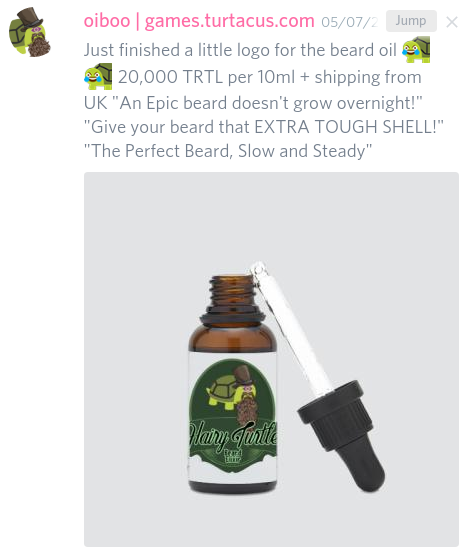 oiboo | games.turtacus.com 05/07/2 Jump ×
Just finished a little logo for the beard oil
20,000 TRTL per 10ml + shipping from
UK "An Epic beard doesn't grow overnight!"
"Give your beard that EXTRA TOUGH SHELL!"
"The Perfect Beard, Slow and Steady"
Hairy Turtle
Beard
Elixir